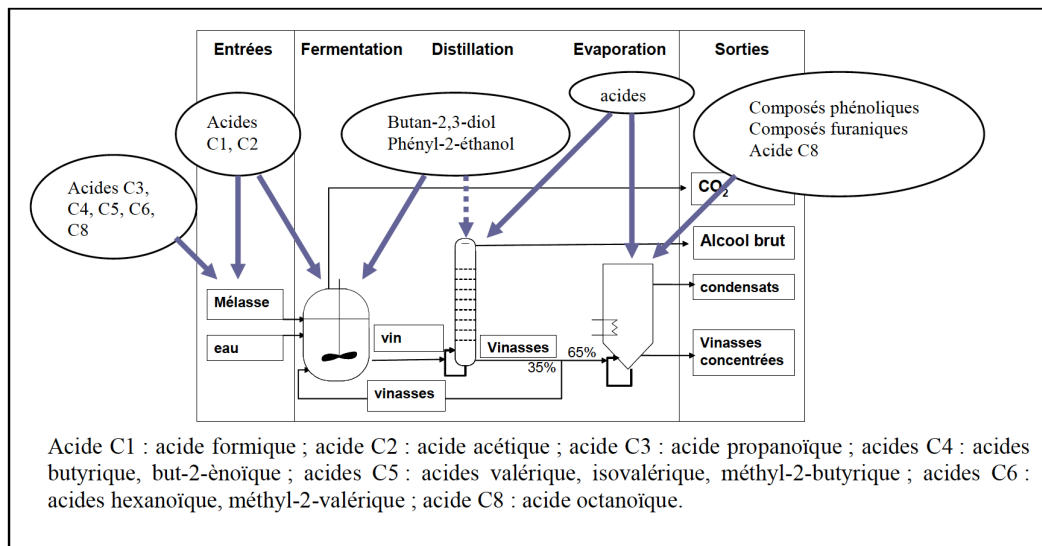 Entrées
Fermentation
Distillation
Evaporation
Sorties
acides
Acides
C1, C2
Butan-2,3-diol
Phényl-2-éthanol
Composés phénoliques
Composés furaniques
Acide C8
Acides C3,
C4, C5, C6,
C8
CO2
Alcool brut
Mélasse
condensats
eau
vin
Vinasses
65%
35%
Vinasses
concentrées
vinasses
Acide C1 : acide formique ; acide C2 : acide acétique ; acide C3 : acide propanoïque ; acides C4 : acides
butyrique, but-2-ènoïque ; acides C5 : acides valérique, isovalérique, méthyl-2-butyrique ; acides C6 :
acides hexanoïque, méthyl-2-valérique ; acide C8 : acide octanoïque.